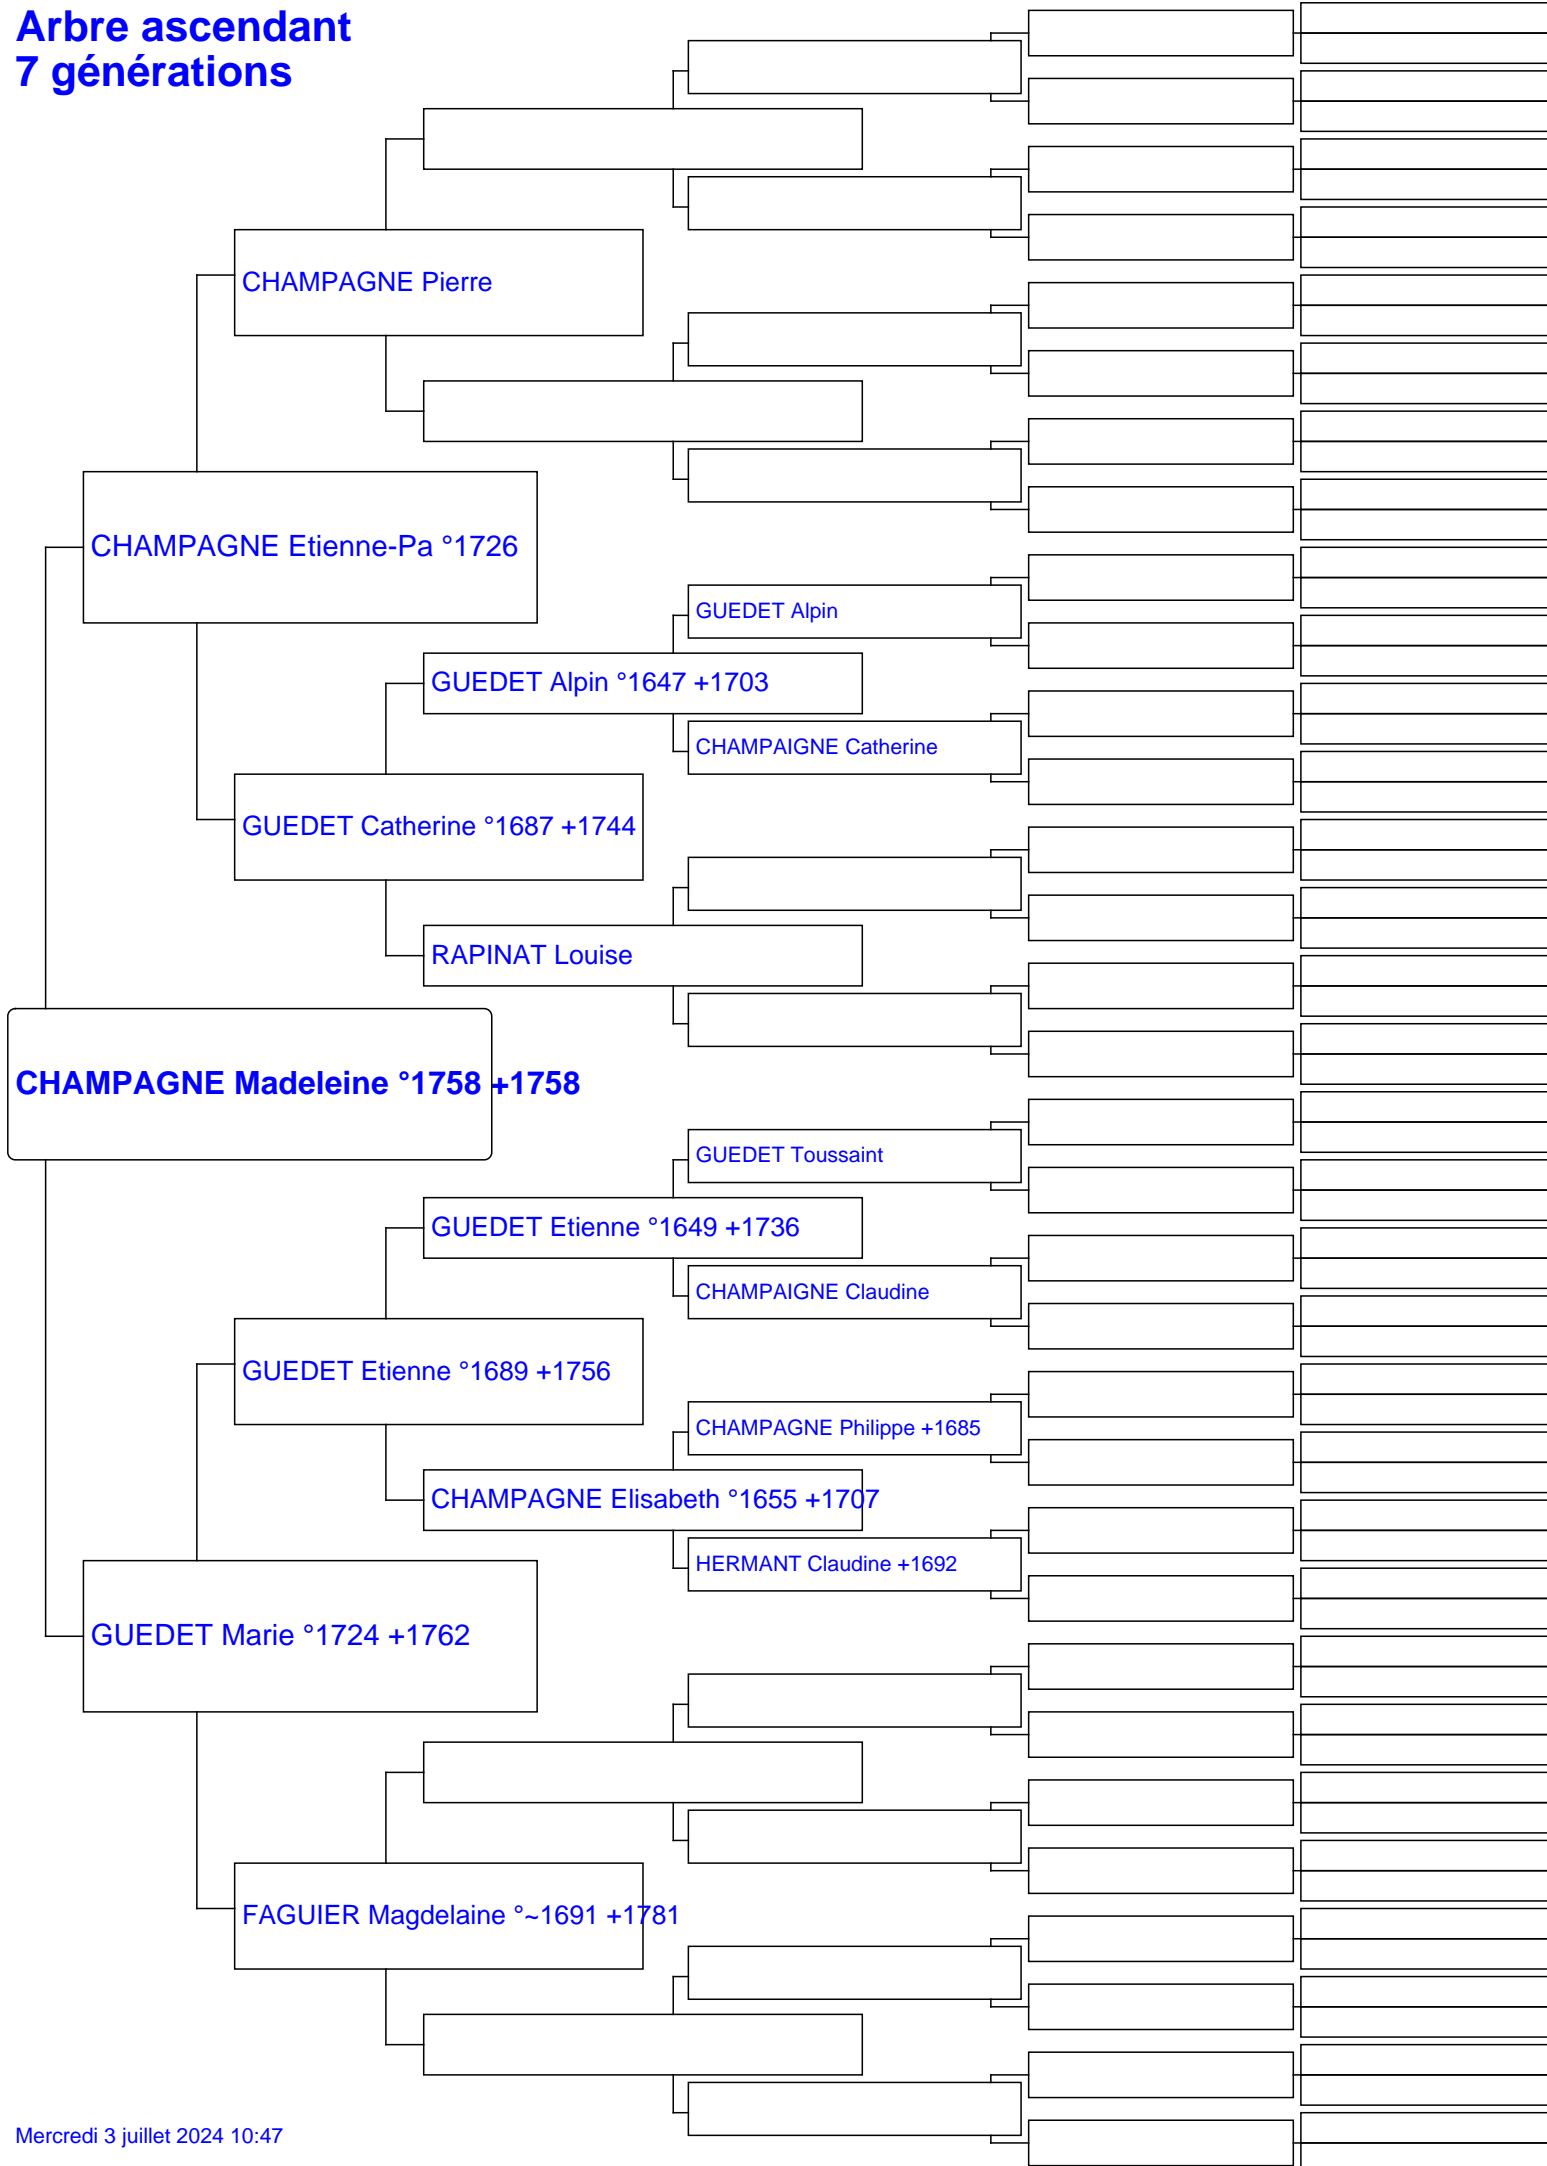 Arbre ascendant
7 générations
CHAMPAGNE Pierre
CHAMPAGNE Etienne-Pa °1726
GUEDET Alpin
GUEDET Alpin °1647 +1703
CHAMPAIGNE Catherine
GUEDET Catherine °1687 +1744
RAPINAT Louise
CHAMPAGNE Madeleine °1758 +1758
GUEDET Toussaint
GUEDET Etienne °1649 +1736
CHAMPAIGNE Claudine
GUEDET Etienne °1689 +1756
CHAMPAGNE Philippe +1685
CHAMPAGNE Elisabeth °1655 +1707
HERMANT Claudine +1692
GUEDET Marie °1724 +1762
FAGUIER Magdelaine °~1691 +1781
Mercredi 3 juillet 2024 10:47